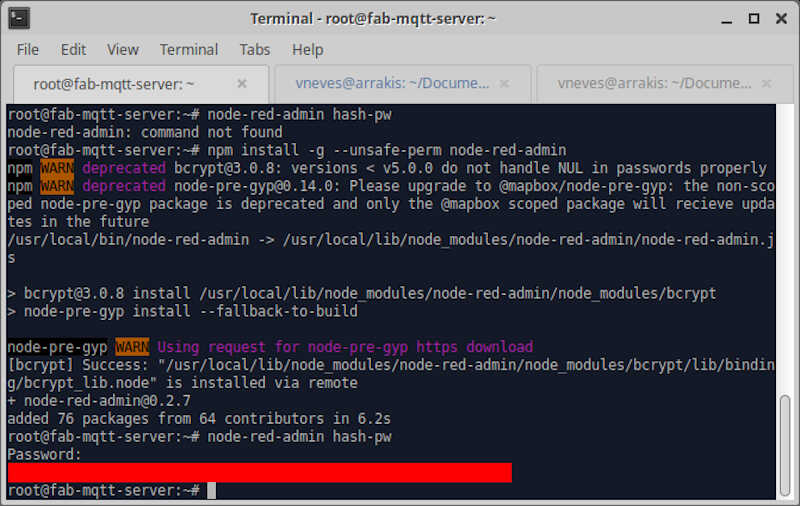 Terminal - root@fab-mqtt-server: ~
File Edit View Terminal Tabs Help
root@fab-mqtt-server: ~ × vneves@arrakis: ~/Docume... × vneves@arrakis: ~/Docume... ×
root@fab-mqtt-server:~# node-red-admin hash-pw
node-red-admin: command not found
root@fab-mqtt-server:~# npm install -g --unsafe-perm node-red-admin
npm WARN deprecated bcrypt@3.0.8: versions < v5.0.0 do not handle NUL in passwords properly
npm WARN deprecated node-pre-gyp@0.14.0: Please upgrade to @mapbox/node-pre-gyp: the non-sco
ped node-pre-gyp package is deprecated and only the @mapbox scoped package will recieve upda
tes in the future
/usr/local/bin/node-red-admin -> /usr/local/lib/node_modules/node-red-admin/node-red-admin.j
s
> bcrypt@3.0.8 install /usr/local/lib/node_modules/node-red-admin/node_modules/bcrypt
> node-pre-gyp install --fallback-to-build
node-pre-gyp WARN Using request for node-pre-gyp https download
[bcrypt] Success: "/usr/local/lib/node_modules/node-red-admin/node_modules/bcrypt/lib/bindin
g/bcrypt_lib.node" is installed via remote
+ node-red-admin@0.2.7
added 76 packages from 64 contributors in 6.2s
root@fab-mqtt-server:~# node-red-admin hash-pw
Password:
root@fab-mqtt-server:~#